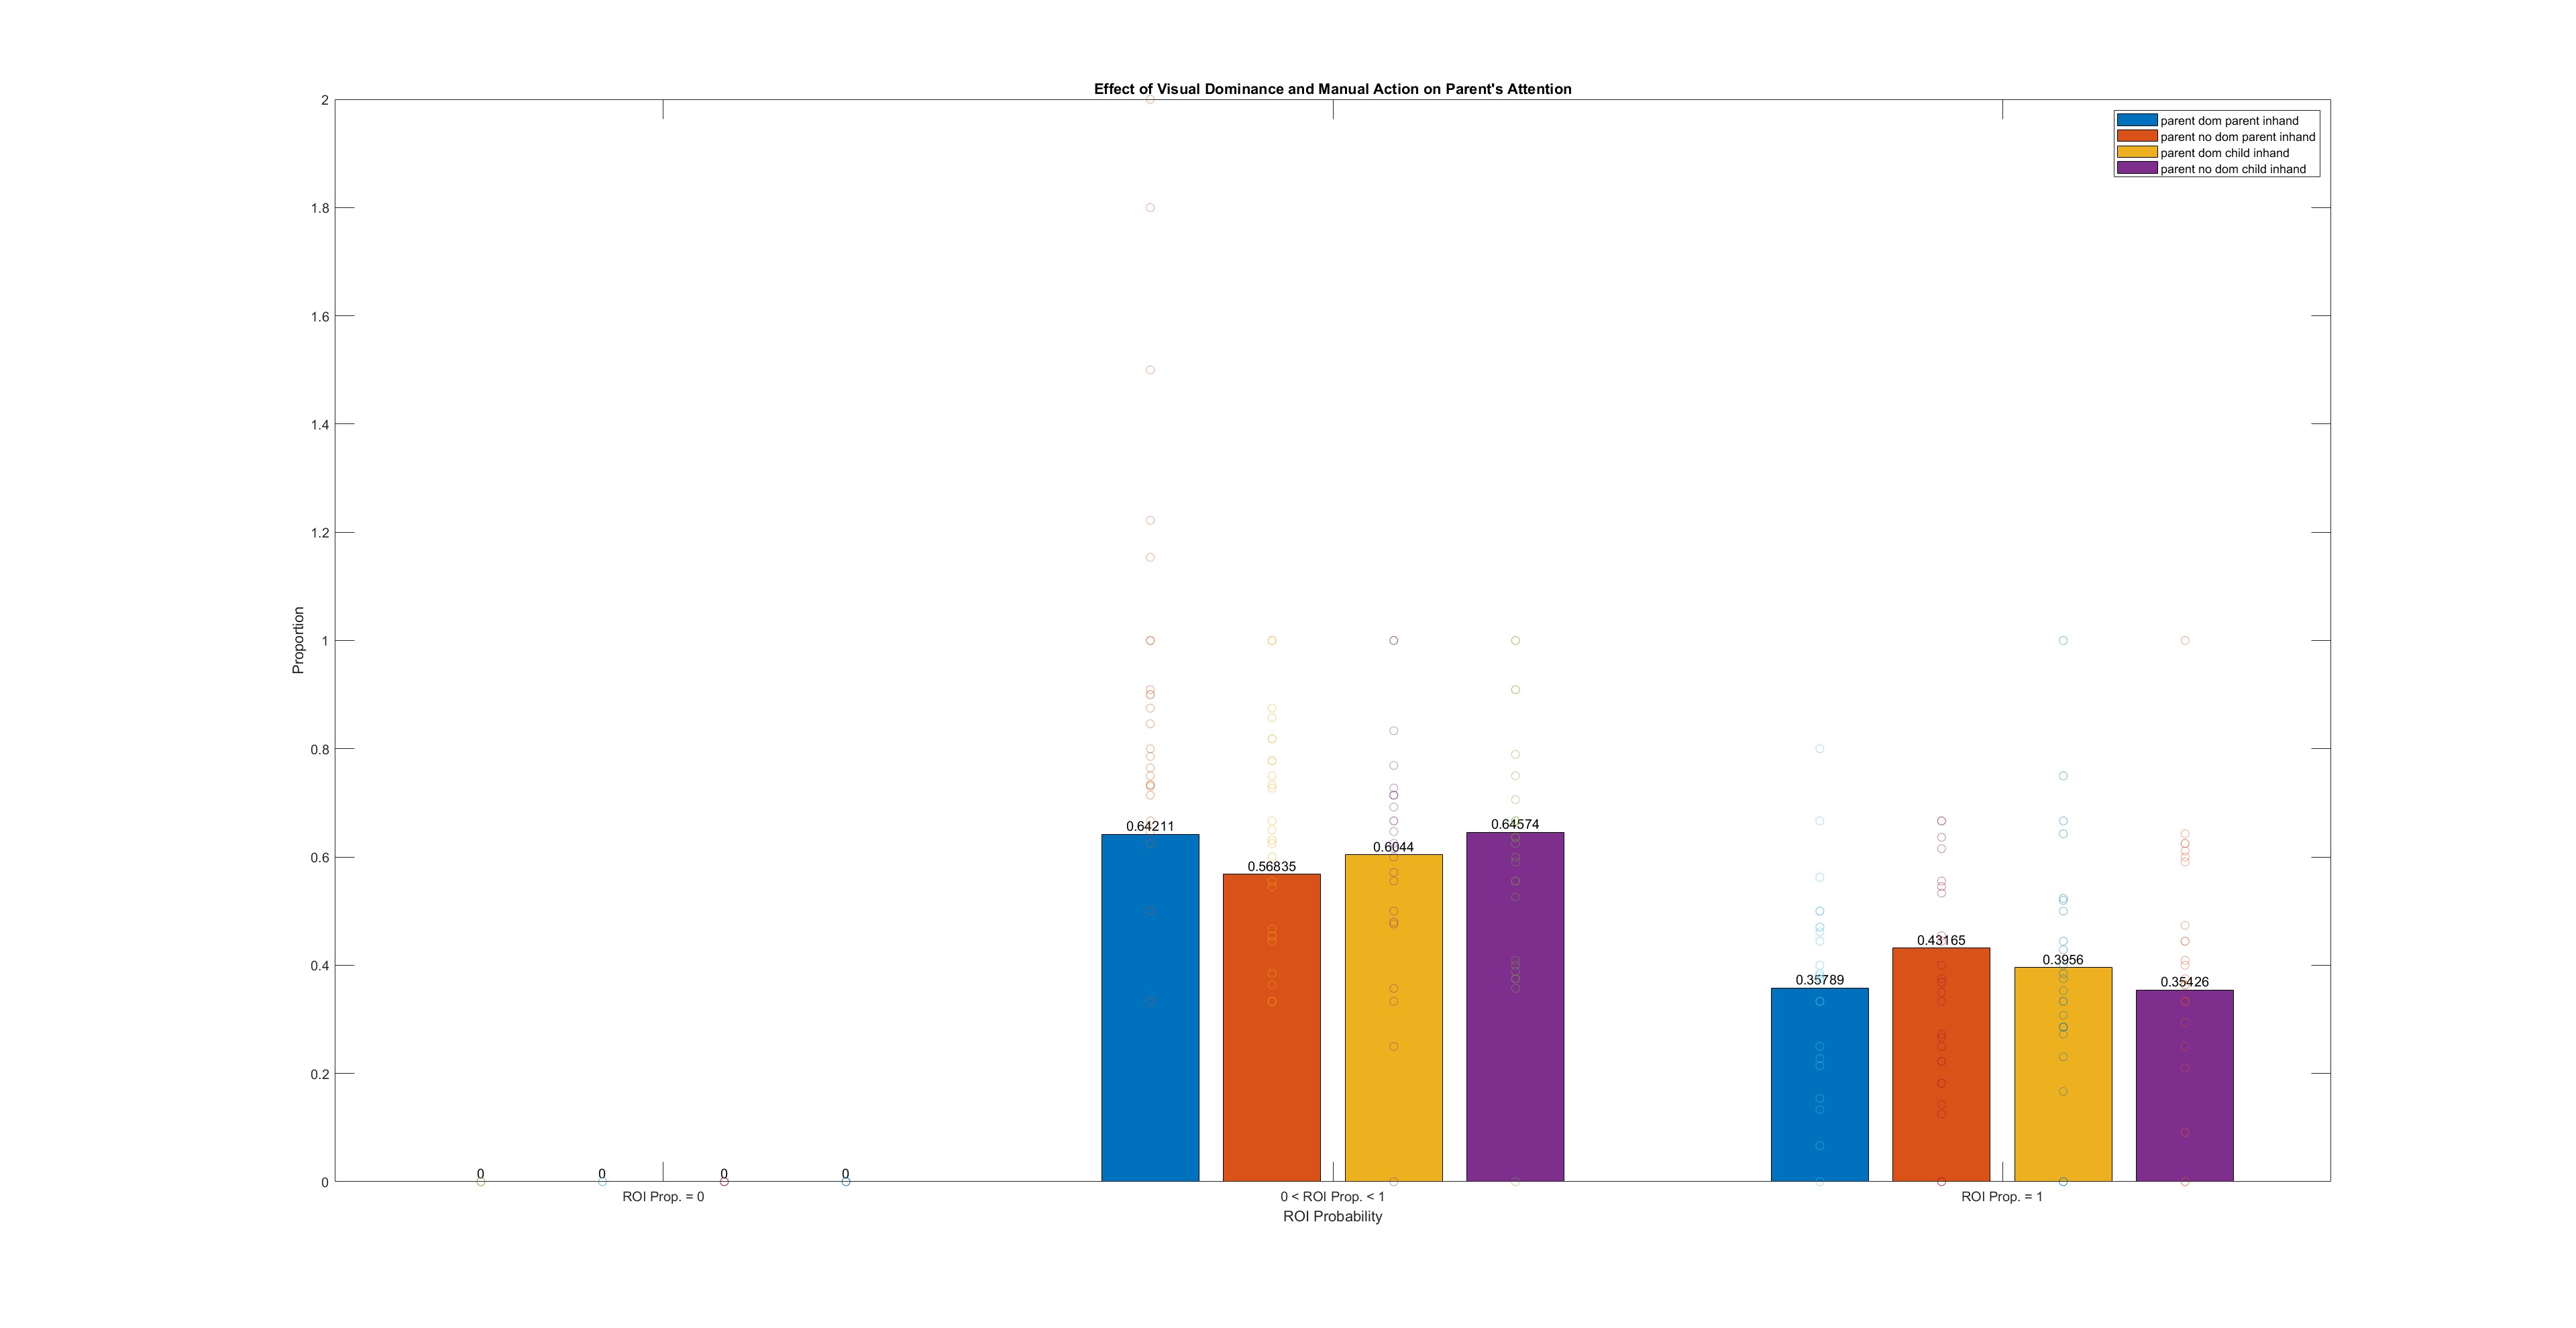 Effect of Visual Dominance and Manual Action on Parent's Attention
parent dom parent inhand
parent no dom parent inhand
parent dom child inhand
parent no dom child inhand
2
1.8
1.6
1.4
1.2
1
0.8
0.6
0.4
0.2
0
Proportion
0 0 0 0
0.64211
0.56835
0.6044
0.64574
0.35789
0.43165
0.3956
0.35426
ROI Prop. = 0
0 < ROI Prop. < 1
ROI Prop. = 1
ROI Probability